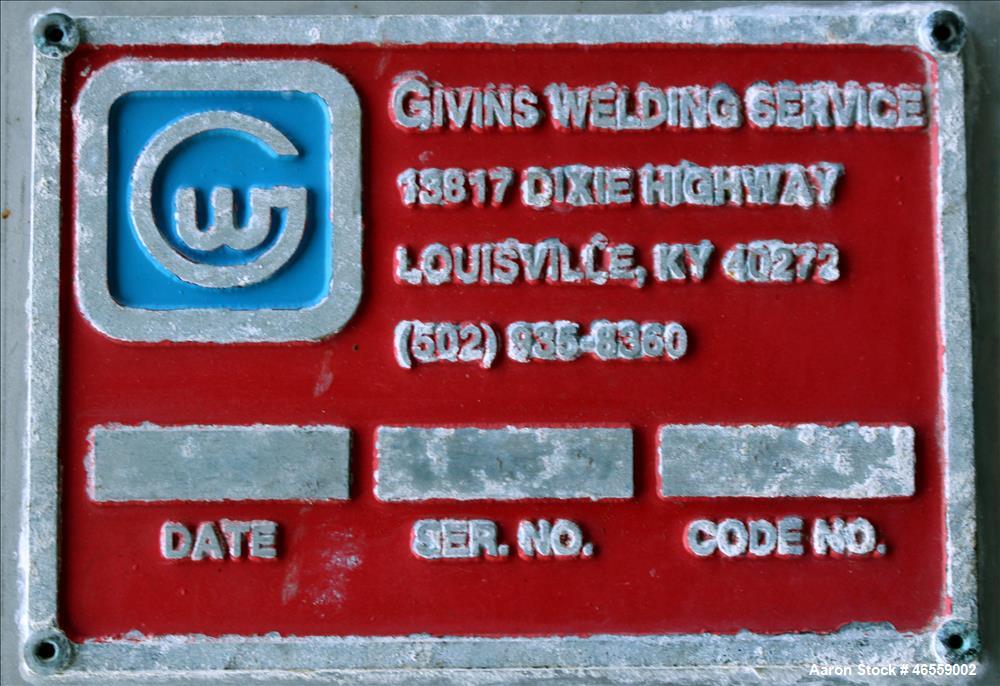 GW
GIVINS WELDING SERVICE
13817 DIXIE HIGHWAY
LOUISVILLE, KY 40272
(502) 935-8360
DATE
SER. NO.
CODE NO.
Aaron Stock # 46559002